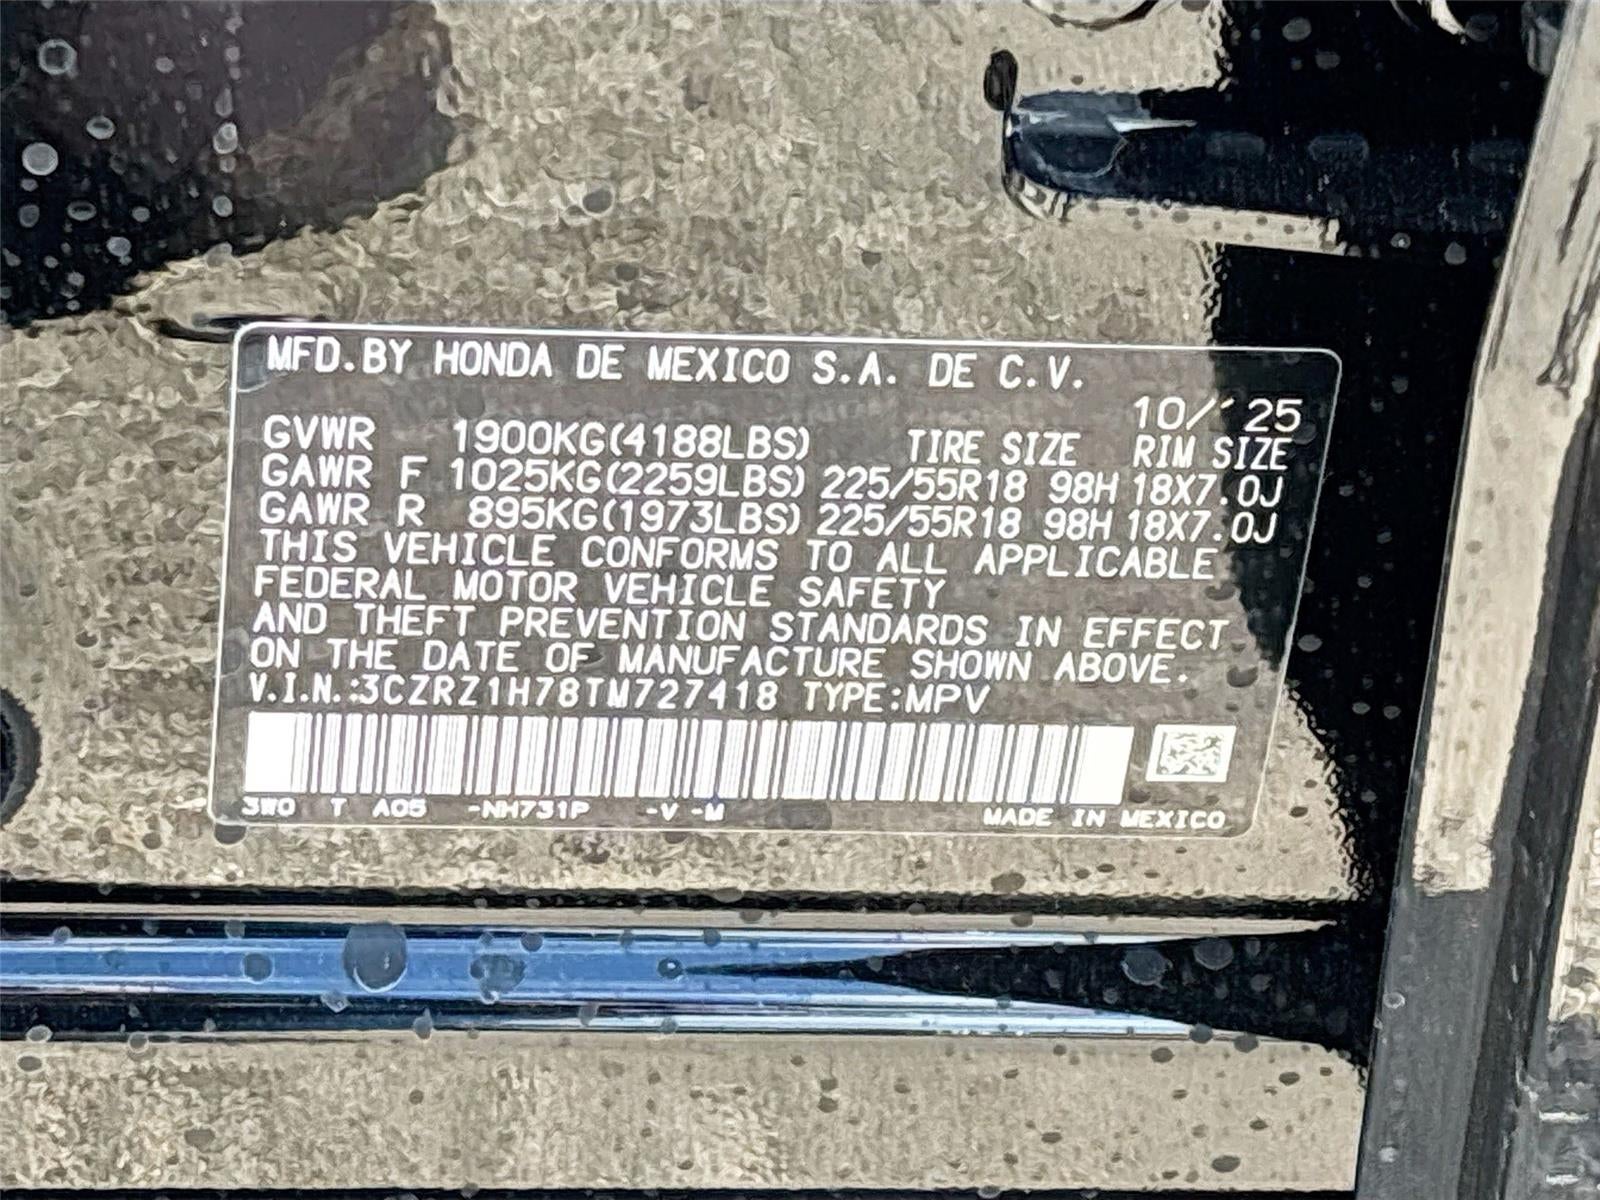 MFD.BY HONDA DE MEXICO S.A. DE C.V.
10/'25
GVWR 1900KG(4188LBS) TIRE SIZE RIM SIZE
GAWR F 1025KG(2259LBS) 225/55R18 98H 18X7.0J
GAWR R 895KG(1973LBS) 225/55R18 98H 18X7.0J
THIS VEHICLE CONFORMS TO ALL APPLICABLE
FEDERAL MOTOR VEHICLE SAFETY
AND THEFT PREVENTION STANDARDS IN EFFECT
ON THE DATE OF MANUFACTURE SHOWN ABOVE.
V.I.N.:3CZRZ1H78TM727418 TYPE:MPV
3W0 T A05 -NH731P -V -M MADE IN MEXICO